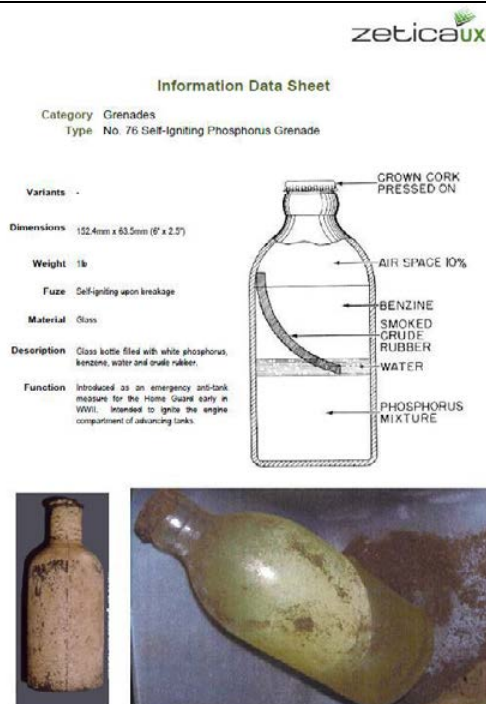 zeticaux
Information Data Sheet
Category Grenades
Type No. 76 Self-Igniting Phosphorus Grenade
Variants -
Dimensions 152.4mm x 63.5mm (6" x 2.5")
Weight 1lb
Fuze Self-igniting upon breakage
Material Glass
Description Glass bottle filled with white phosphorus,
benzene, water and crude rubber.
Function Introduced as an emergency anti-tank
measure for the Home Guard early in
WWII. Intended to ignite the engine
compartment of advancing tanks.
CROWN CORK
PRESSED ON
AIR SPACE 10%
BENZINE
SMOKED
CRUDE
RUBBER
WATER
PHOSPHORUS
MIXTURE